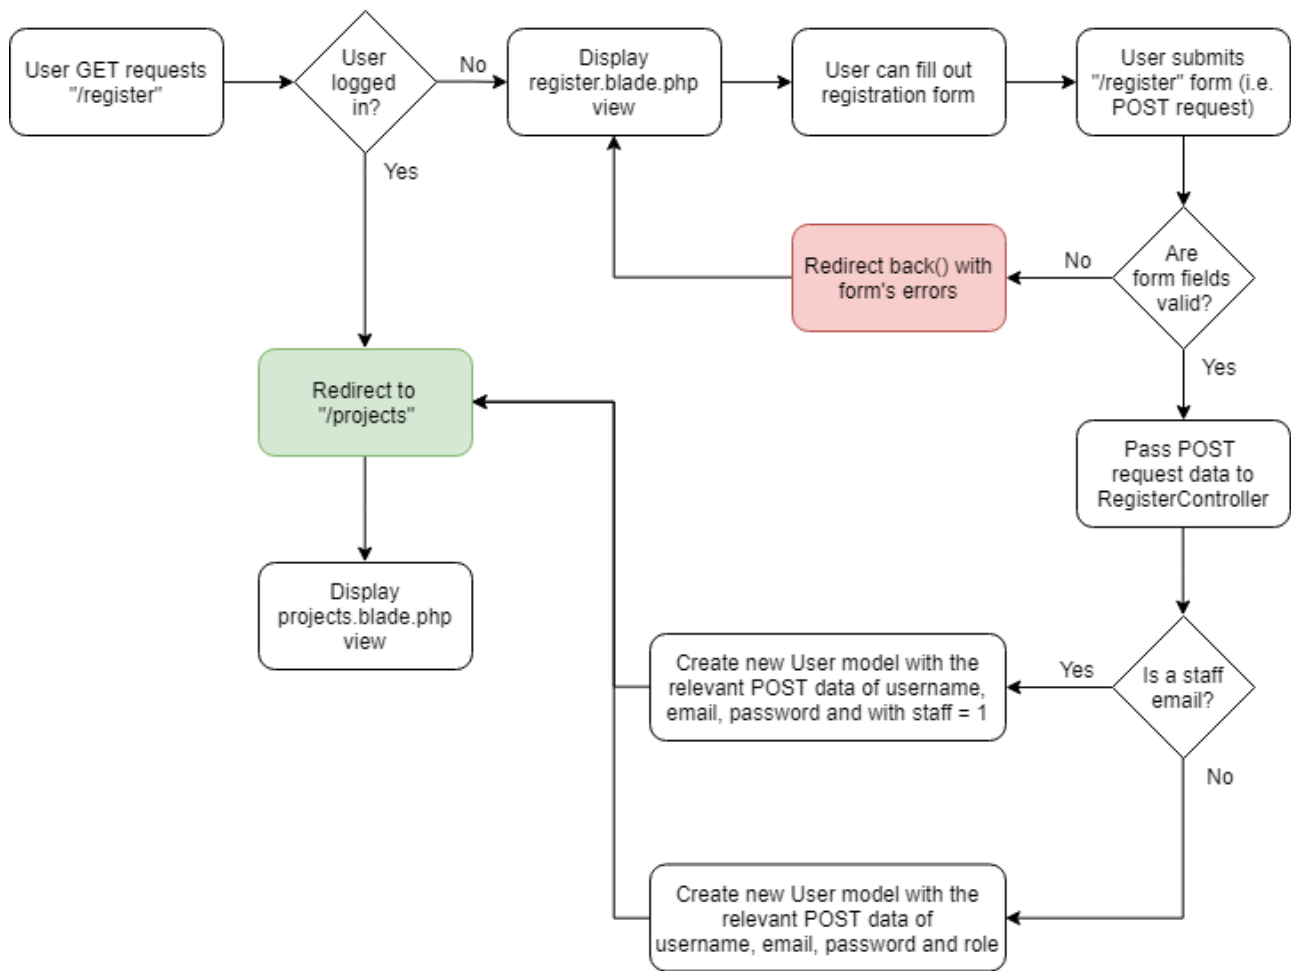 User GET requests
"/register"
User
logged
in?
No
Display
register.blade.php
view
User can fill out
registration form
User submits
"/register" form (i.e.
POST request)
Yes
Redirect back() with
form's errors
No
Are
form fields
valid?
Yes
Redirect to
"/projects"
Pass POST
request data to
RegisterController
Display
projects.blade.php
view
Create new User model with the
relevant POST data of username,
email, password and with staff = 1
Yes
Is a staff
email?
No
Create new User model with the
relevant POST data of
username, email, password and role